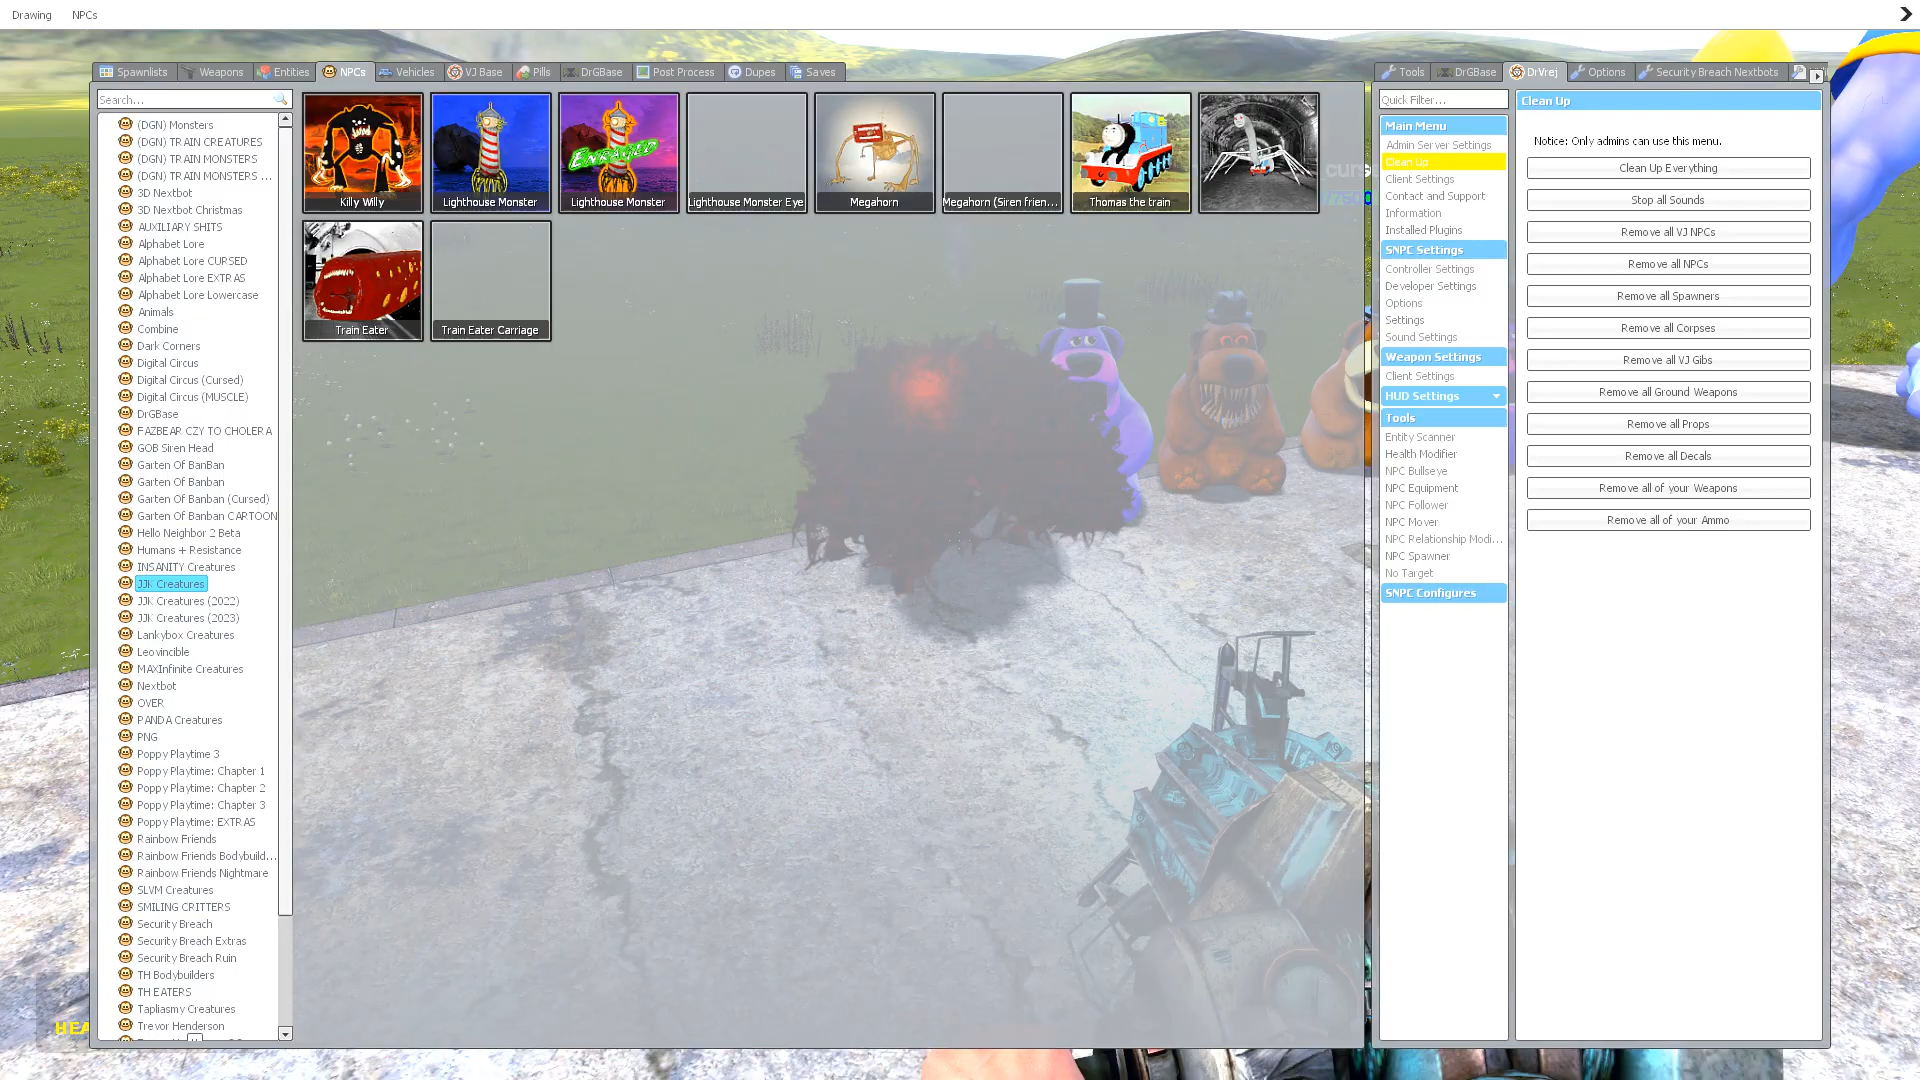 Drawing NPCs
Spawnlists Weapons Entities NPCs Vehicles VJ Base Pills DrGBase Post Process Dupes Saves
Search...
(DGN) Monsters
(DGN) TRAIN CREATURES
(DGN) TRAIN MONSTERS
(DGN) TRAIN MONSTERS ...
3D Nextbot
3D Nextbot Christmas
AUXILIARY SHITS
Alphabet Lore
Alphabet Lore CURSED
Alphabet Lore EXTRAS
Alphabet Lore Lowercase
Animals
Combine
Dark Corners
Digital Circus
Digital Circus (Cursed)
Digital Circus (MUSCLE)
DrGBase
FAZBEAR CZY TO CHOLERA
GOB Siren Head
Garten Of BanBan
Garten Of Banban
Garten Of Banban (Cursed)
Garten Of Banban CARTOON
Hello Neighbor 2 Beta
Humans + Resistance
INSANITY Creatures
JJK Creatures
JJK Creatures (2022)
JJK Creatures (2023)
Lankybox Creatures
Leovincible
MAXInfinite Creatures
Nextbot
OVER
PANDA Creatures
PNG
Poppy Playtime 3
Poppy Playtime: Chapter 1
Poppy Playtime: Chapter 2
Poppy Playtime: Chapter 3
Poppy Playtime: EXTRAS
Rainbow Friends
Rainbow Friends Bodybuild...
Rainbow Friends Nightmare
SLVM Creatures
SMILING CRITTERS
Security Breach
Security Breach Extras
Security Breach Ruin
TH Bodybuilders
TH EATERS
Tapliasmy Creatures
Trevor Henderson
HEA
Killy Willy
Lighthouse Monster
ENRAGED
Lighthouse Monster
Lighthouse Monster Eye
Megahorn
Megahorn (Siren frien...
Thomas the train
Train Eater
Train Eater Carriage
curs
Tools DrGBase DrVrej Options Security Breach Nextbots
Quick Filter...
Main Menu
Admin Server Settings
Clean Up
Client Settings
Contact and Support
Information
Installed Plugins
SNPC Settings
Controller Settings
Developer Settings
Options
Settings
Sound Settings
Weapon Settings
Client Settings
HUD Settings
Tools
Entity Scanner
Health Modifier
NPC Bullseye
NPC Equipment
NPC Follower
NPC Mover
NPC Relationship Modi...
NPC Spawner
No Target
SNPC Configures
Clean Up
Notice: Only admins can use this menu.
Clean Up Everything
Stop all Sounds
Remove all VJ NPCs
Remove all NPCs
Remove all Spawners
Remove all Corpses
Remove all VJ Gibs
Remove all Ground Weapons
Remove all Props
Remove all Decals
Remove all of your Weapons
Remove all of your Ammo